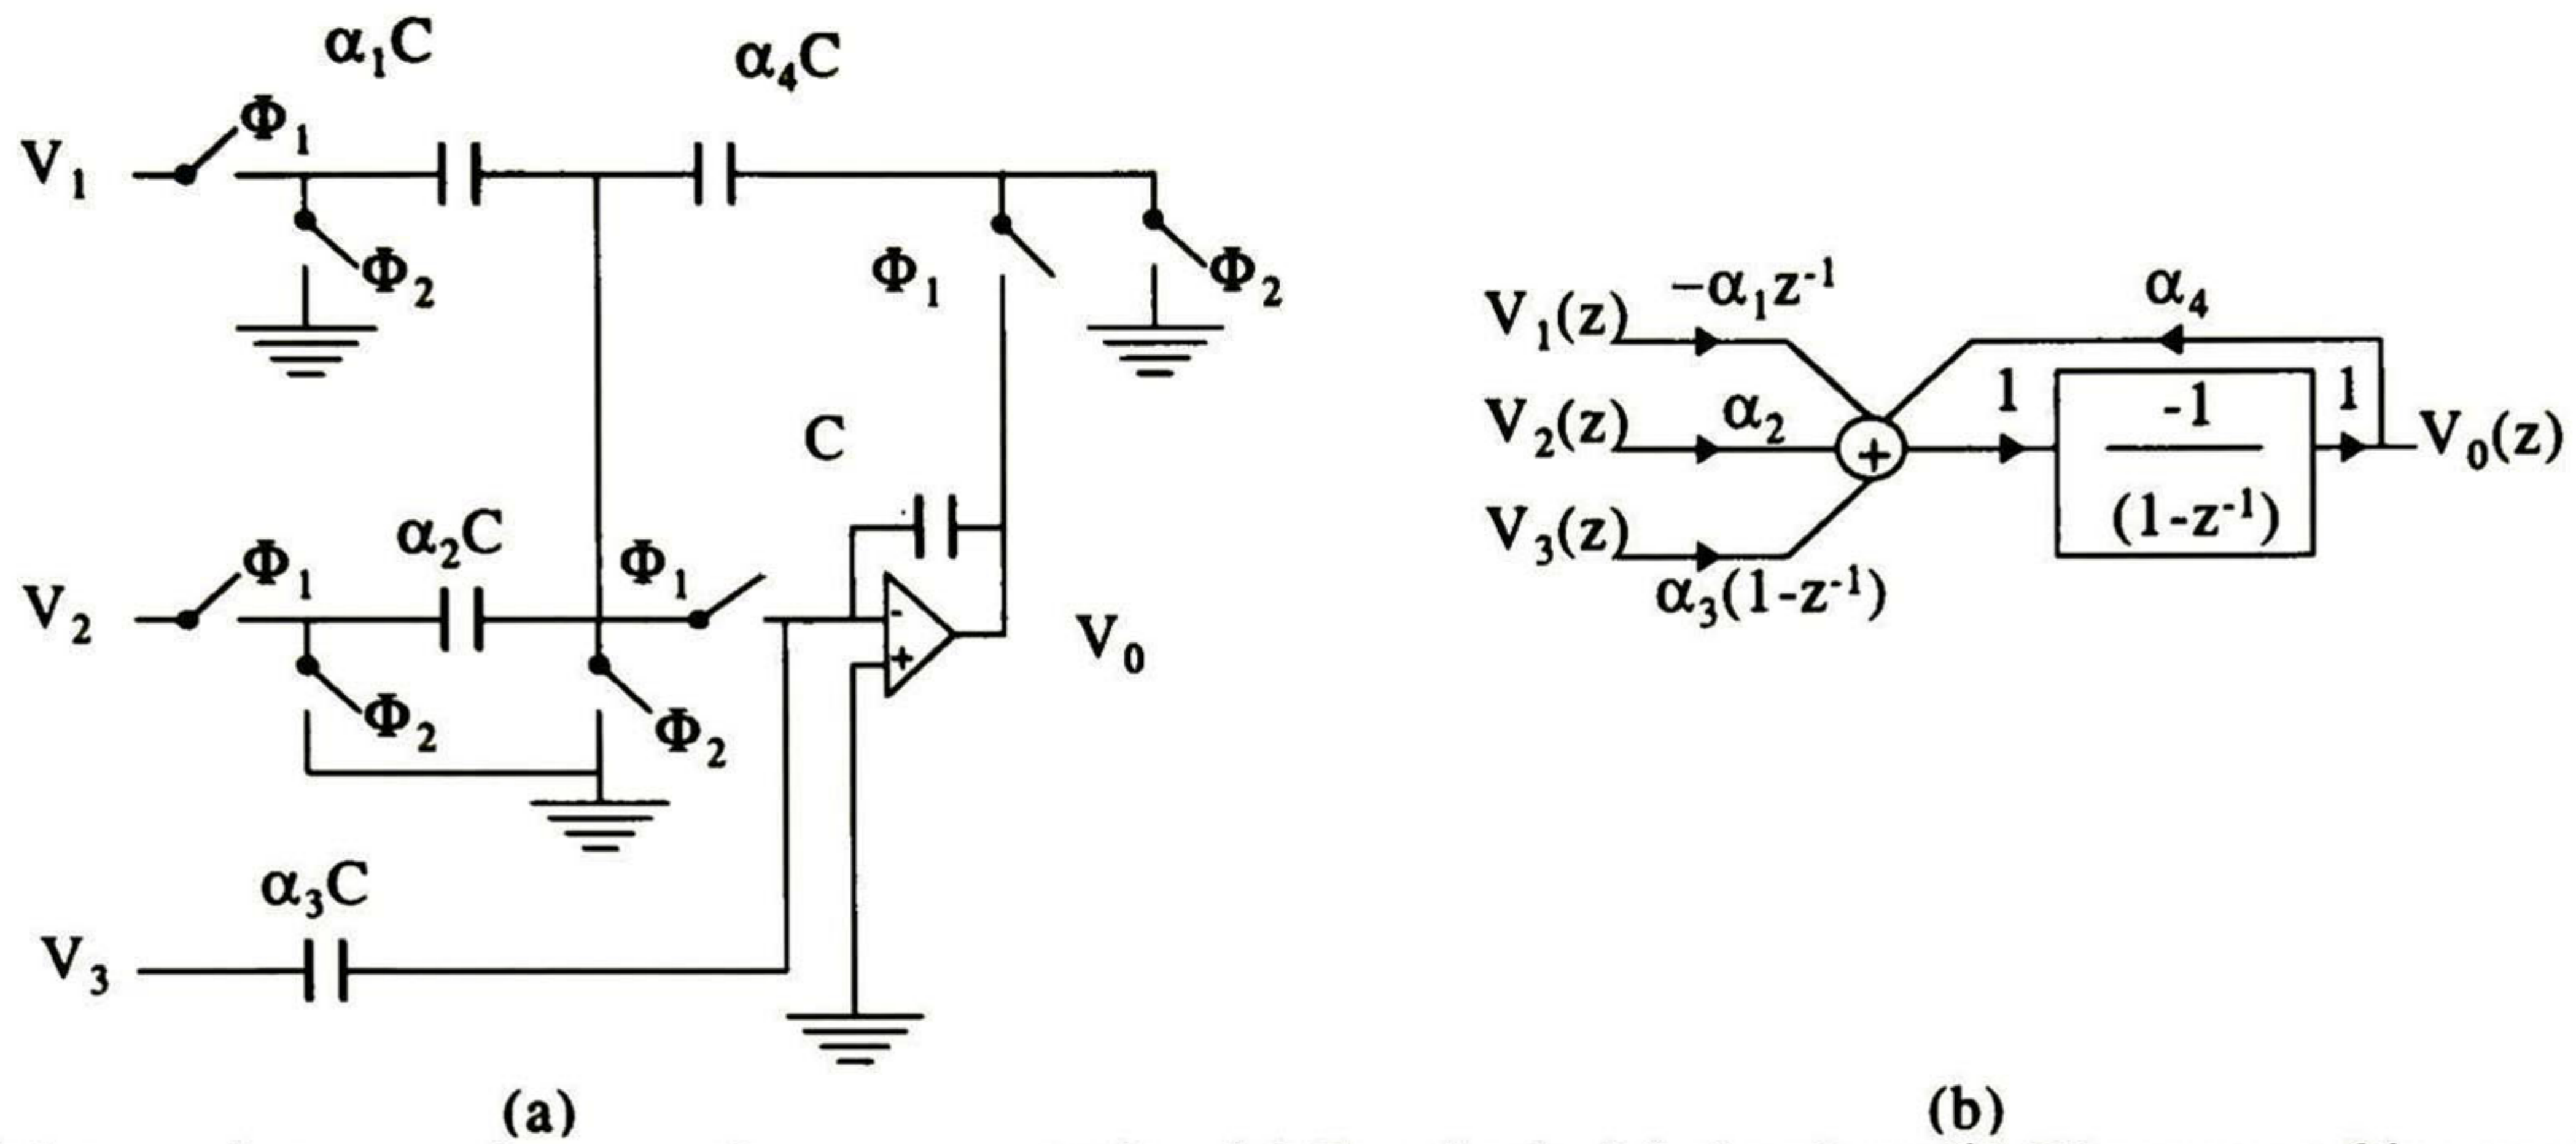 α₁C
α₄C
V₁
Φ₁
Φ₂
Φ₁
Φ₂
C
V₂
Φ₁
α₂C
Φ₁
Φ₂
Φ₂
-
+
V₀
α₃C
V₃
(a)
V₁(z)
−α₁z⁻¹
α₄
V₂(z)
α₂
+
1
-1
(1-z⁻¹)
1
V₀(z)
V₃(z)
α₃(1-z⁻¹)
(b)